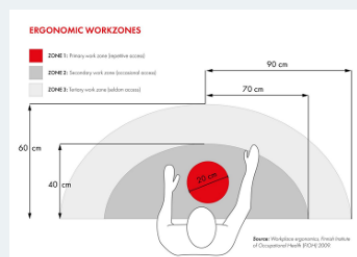 ERGONOMIC WORKZONES
ZONE 1: Primary work zone (repetitive access)
ZONE 2: Secondary work zone (occasional access)
ZONE 3: Tertiary work zone (seldom access)
90 cm
70 cm
60 cm
40 cm
20 cm
Source: Workplace ergonomics, Finnish Institute
of Occupational Health (FIOH) 2009